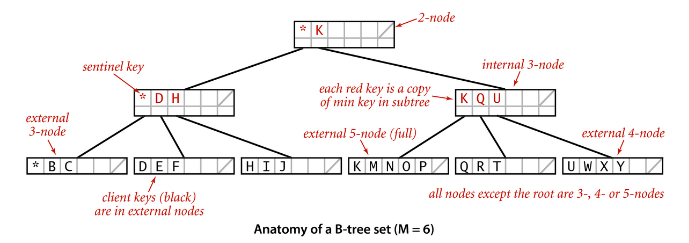 2-node
* K
internal 3-node
sentinel key
each red key is a copy
of min key in subtree
* D H
K Q U
external
3-node
external 5-node (full)
external 4-node
* B C
D E F
H I J
K M N O P
Q R T
U W X Y
client keys (black)
are in external nodes
all nodes except the root are 3-, 4- or 5-nodes
Anatomy of a B-tree set (M = 6)